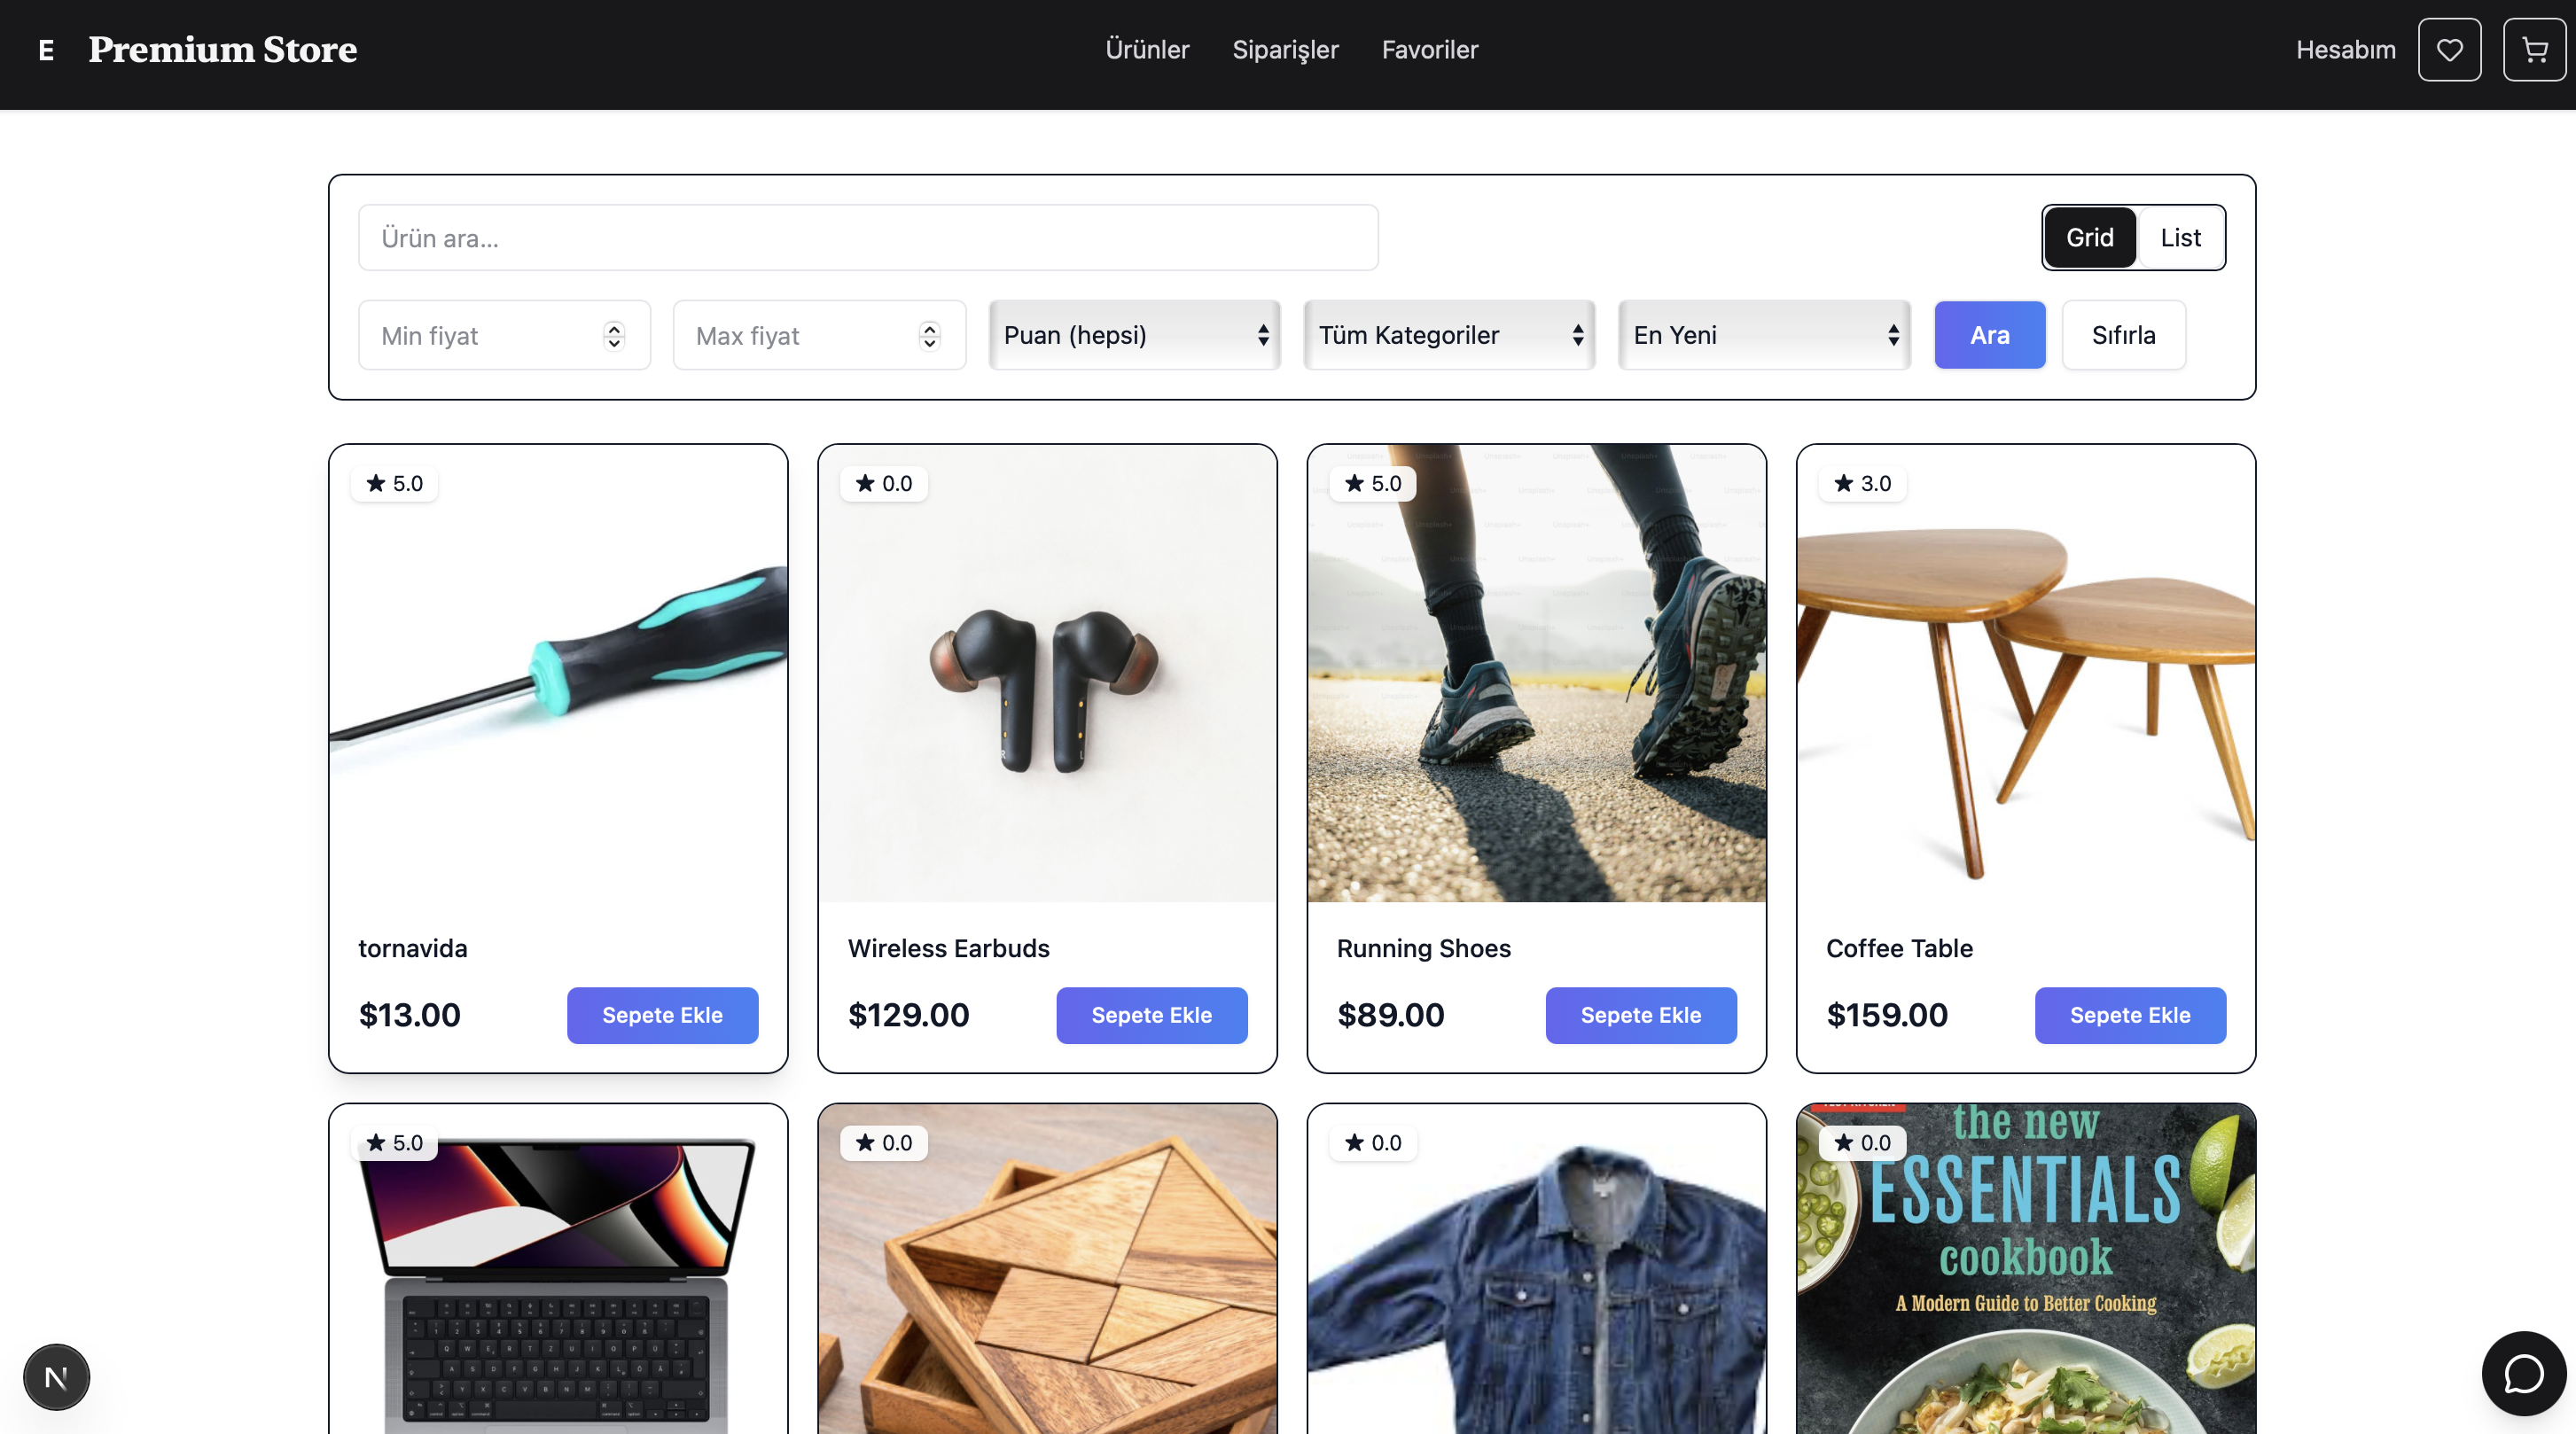 E Premium Store Ürünler Siparişler Favoriler Hesabım
Ürün ara...
Grid List
Min fiyat Max fiyat Puan (hepsi) Tüm Kategoriler En Yeni Ara Sıfırla
★ 5.0
★ 0.0
★ 5.0
★ 3.0
tornavida
$13.00 Sepete Ekle
Wireless Earbuds
$129.00 Sepete Ekle
Running Shoes
$89.00 Sepete Ekle
Coffee Table
$159.00 Sepete Ekle
★ 5.0
★ 0.0
★ 0.0
★ 0.0
the new
ESSENTIALS
cookbook
A Modern Guide to Better Cooking
N